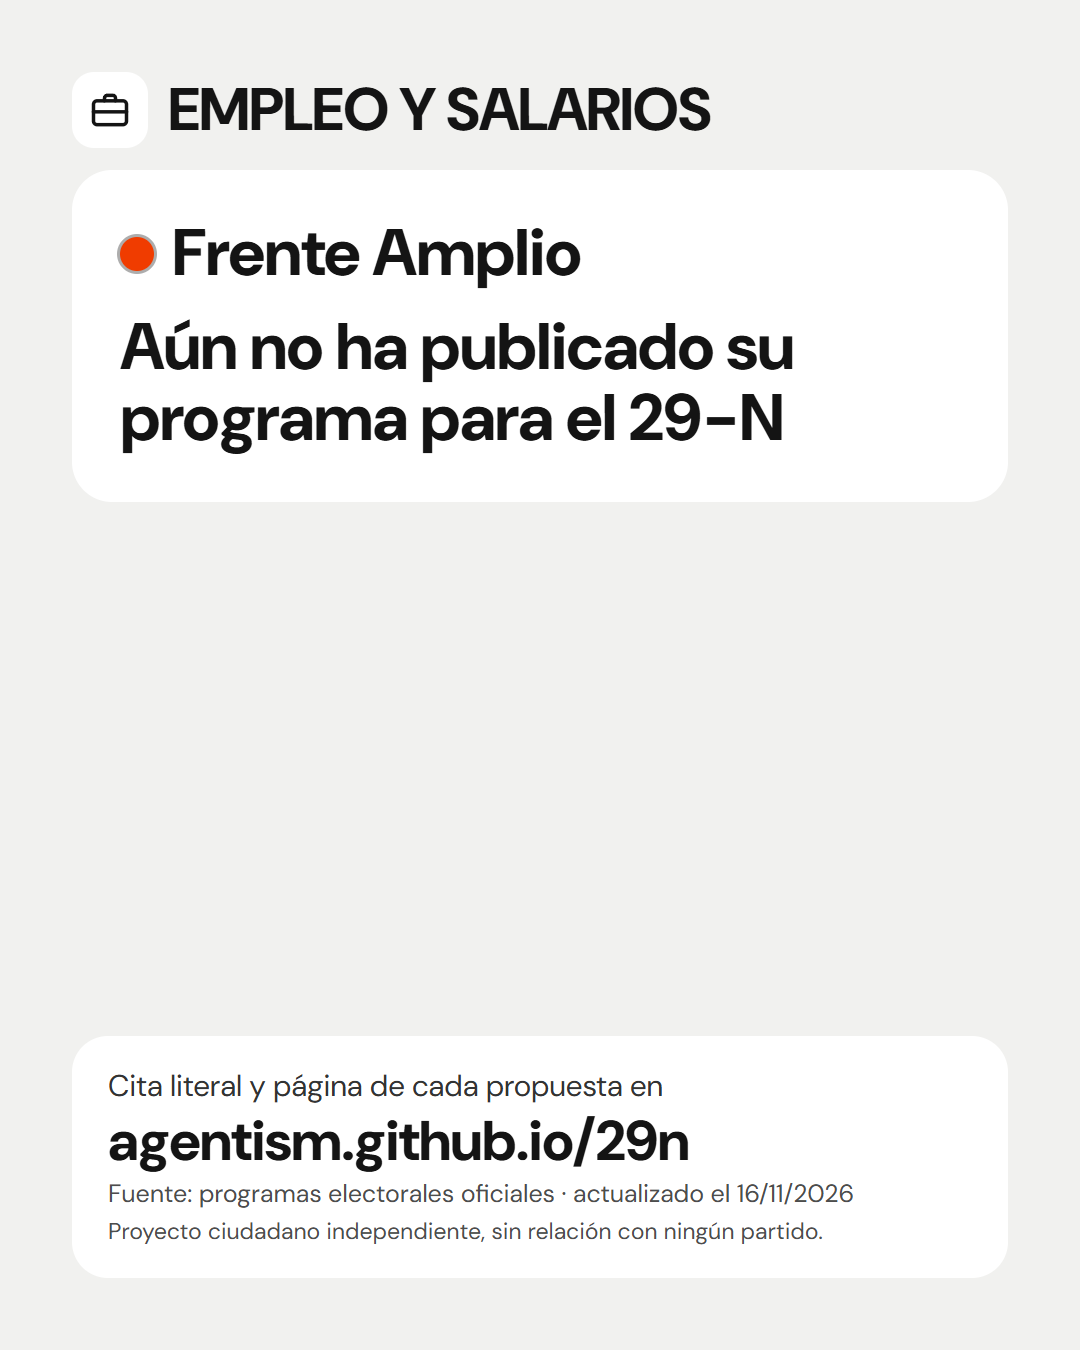 EMPLEO Y SALARIOS
Frente Amplio
Aún no ha publicado su
programa para el 29-N
Cita literal y página de cada propuesta en
agentism.github.io/29n
Fuente: programas electorales oficiales · actualizado el 16/11/2026
Proyecto ciudadano independiente, sin relación con ningún partido.